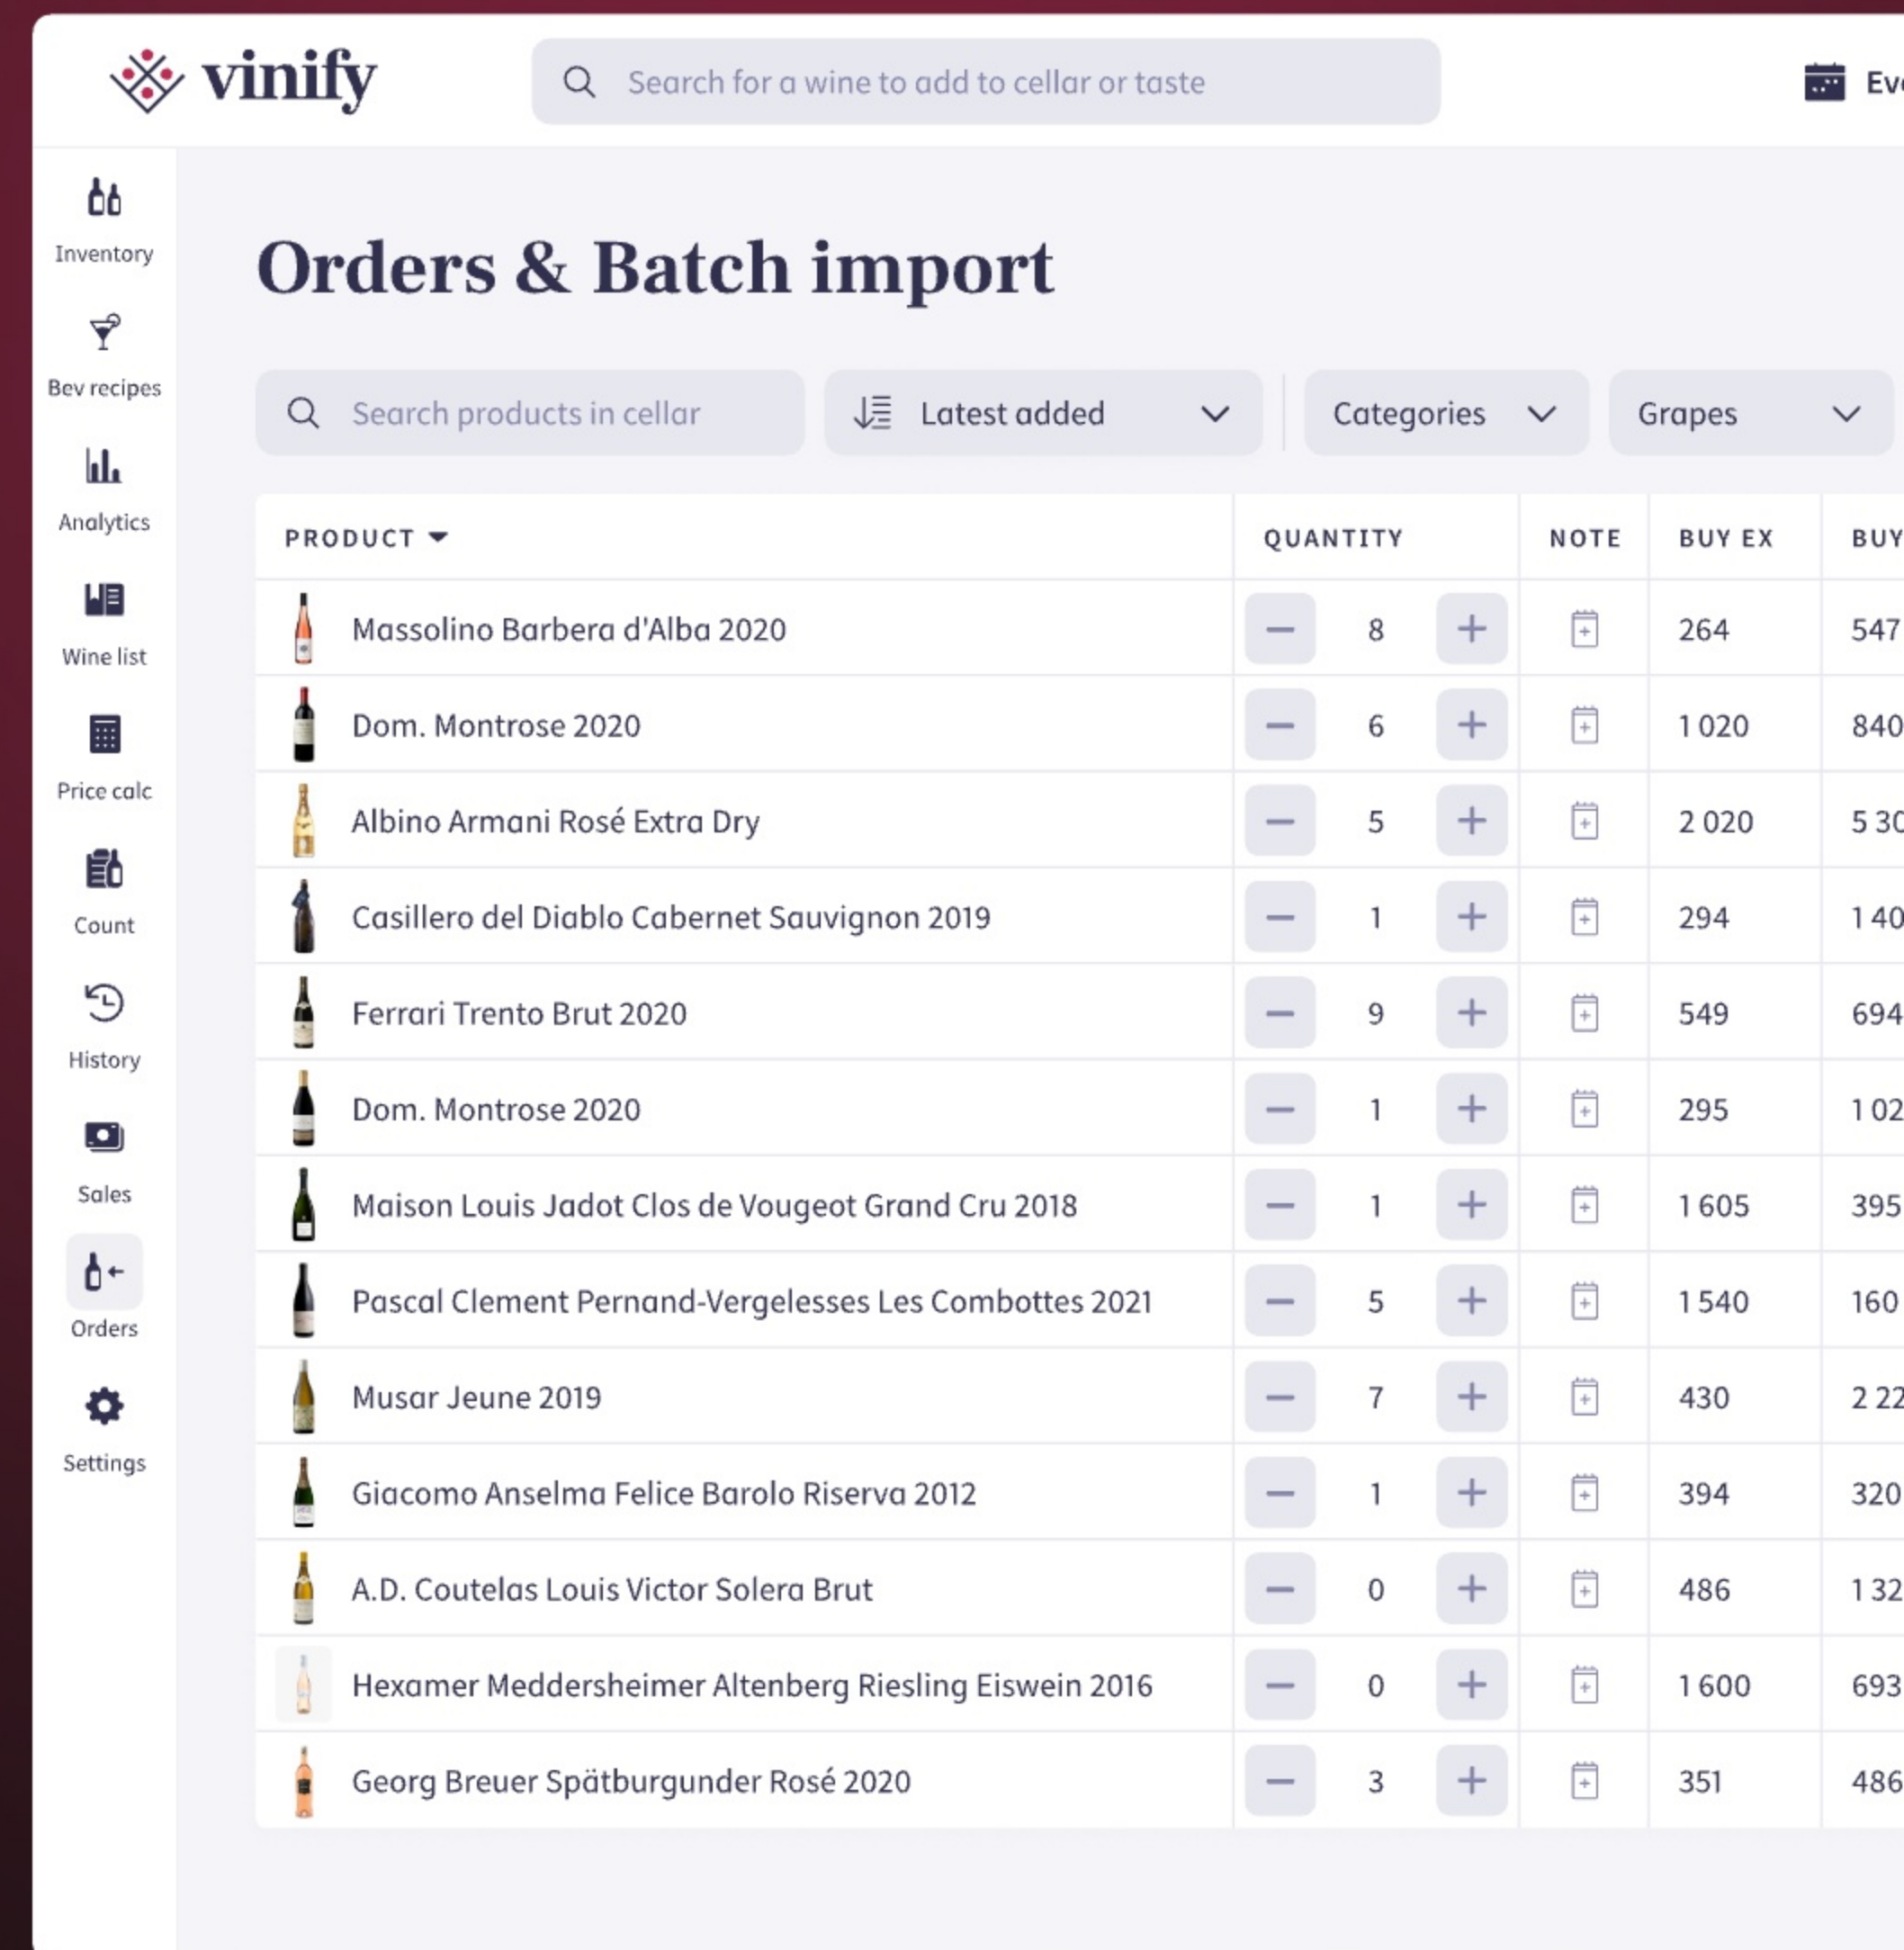 vinify
Search for a wine to add to cellar or taste
Inventory
Bev recipes
Analytics
Wine list
Price calc
Count
History
Sales
Orders
Settings
Orders & Batch import
Search products in cellar Latest added Categories Grapes
PRODUCT QUANTITY NOTE BUY EX BUY
Massolino Barbera d'Alba 2020 8 264 547
Dom. Montrose 2020 6 1 020 840
Albino Armani Rosé Extra Dry 5 2 020
Casillero del Diablo Cabernet Sauvignon 2019 1 294
Ferrari Trento Brut 2020 9 549 694
Dom. Montrose 2020 1 295
Maison Louis Jadot Clos de Vougeot Grand Cru 2018 1 1 605 395
Pascal Clement Pernand-Vergelesses Les Combottes 2021 5 1 540 160
Musar Jeune 2019 7 430
Giacomo Anselma Felice Barolo Riserva 2012 1 394 320
A.D. Coutelas Louis Victor Solera Brut 0 486
Hexamer Meddersheimer Altenberg Riesling Eiswein 2016 0 1 600 693
Georg Breuer Spätburgunder Rosé 2020 3 351 486